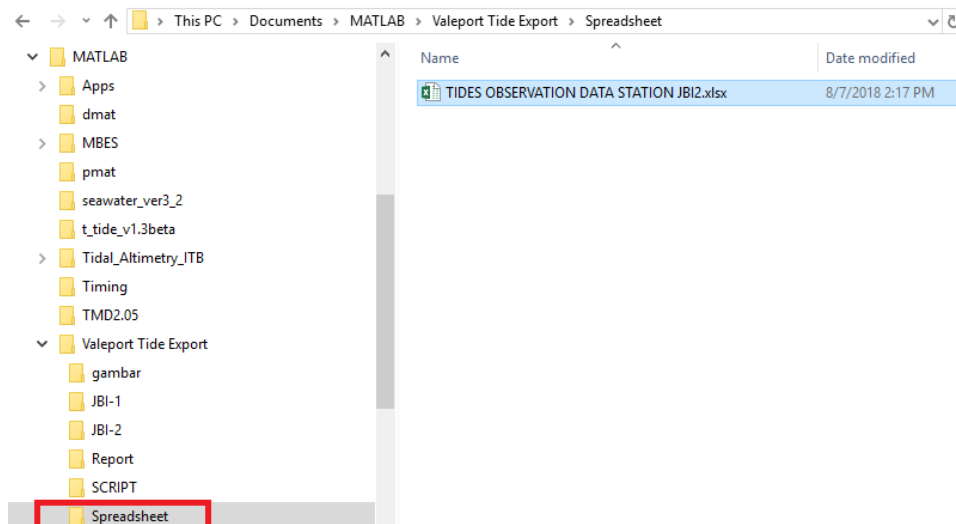 This PC > Documents > MATLAB > Valeport Tide Export > Spreadsheet
MATLAB
Apps
dmat
MBES
pmat
seawater_ver3_2
t_tide_v1.3beta
Tidal_Altimetry_ITB
Timing
TMD2.05
Valeport Tide Export
gambar
JBI-1
JBI-2
Report
SCRIPT
Spreadsheet
Name Date modified
TIDES OBSERVATION DATA STATION JBI2.xlsx 8/7/2018 2:17 PM